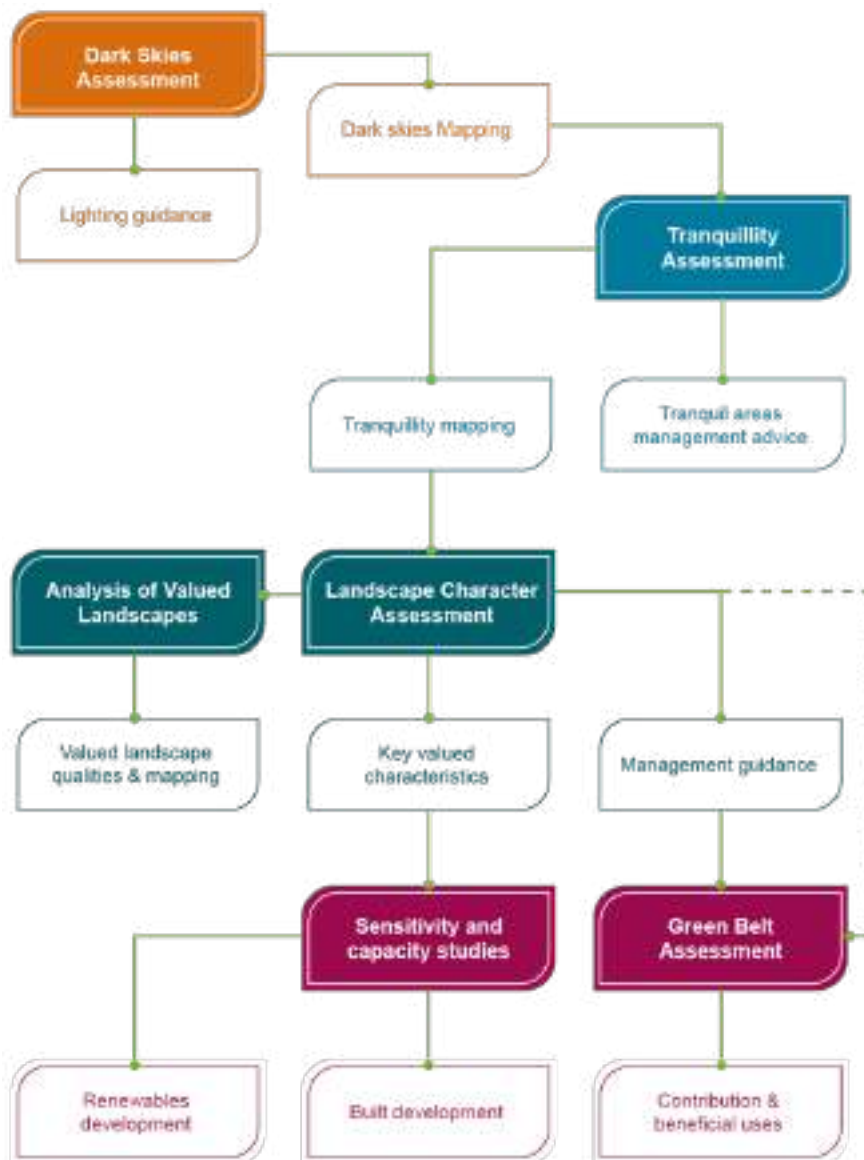 Dark Skies
Assessment
Dark skies Mapping
Lighting guidance
Tranquillity
Assessment
Tranquillity mapping
Tranquil areas
management advice
Analysis of Valued
Landscapes
Landscape Character
Assessment
Valued landscape
qualities & mapping
Key valued
characteristics
Management guidance
Sensitivity and
capacity studies
Green Belt
Assessment
Renewables
development
Built development
Contribution &
beneficial uses